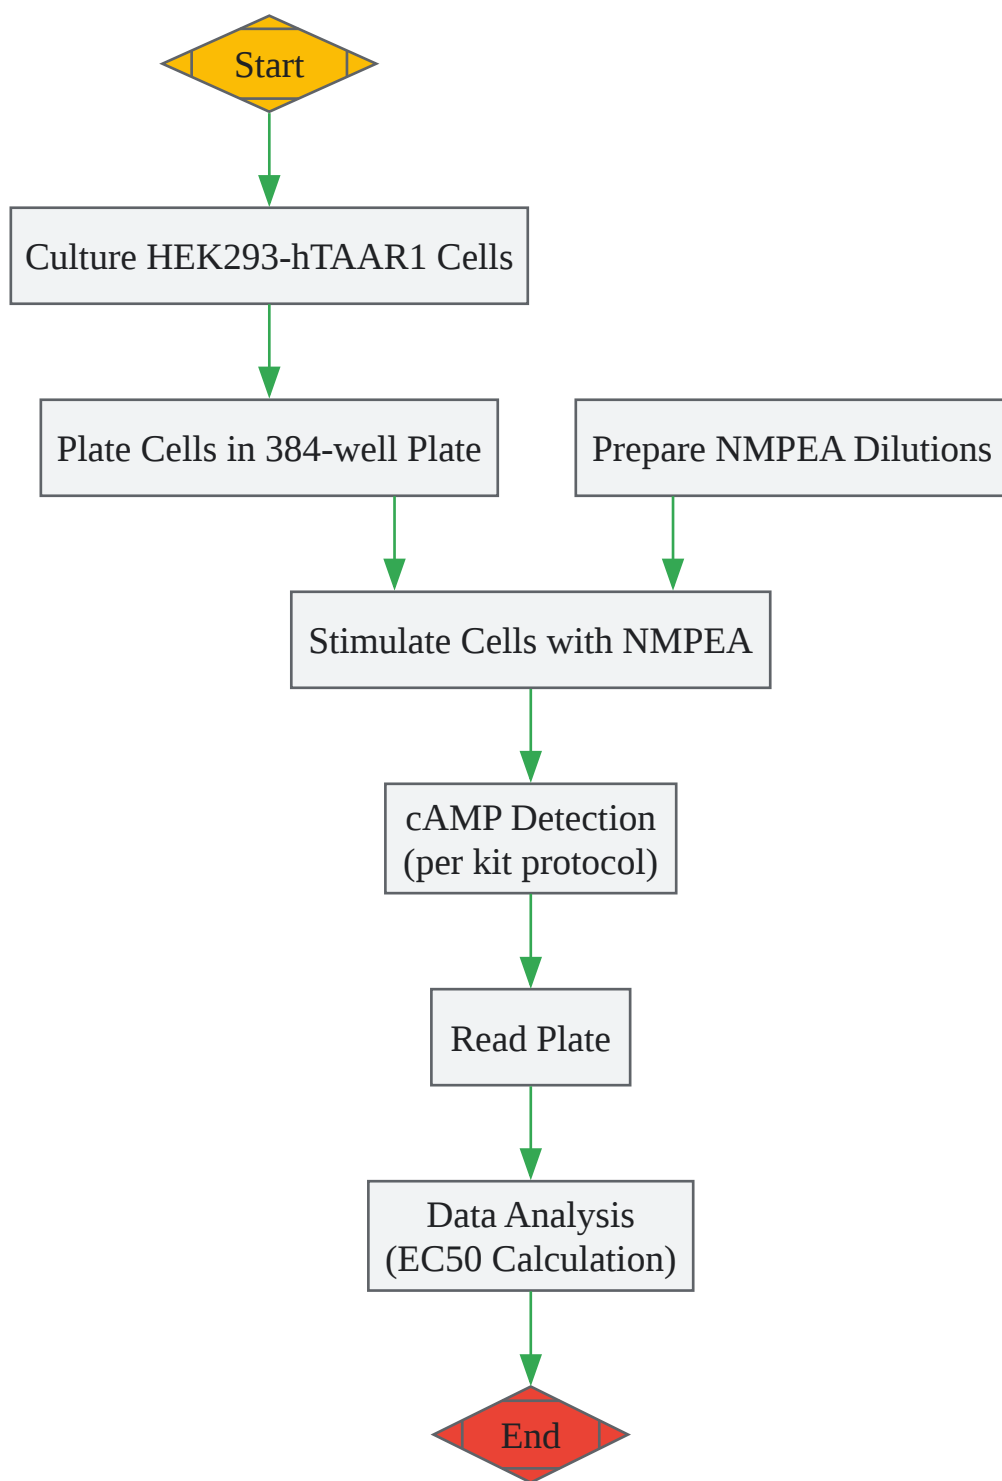 Start
Culture HEK293-hTAAR1 Cells
Plate Cells in 384-well Plate
Prepare NMPEA Dilutions
Stimulate Cells with NMPEA
cAMP Detection
(per kit protocol)
Read Plate
Data Analysis
(EC50 Calculation)
End